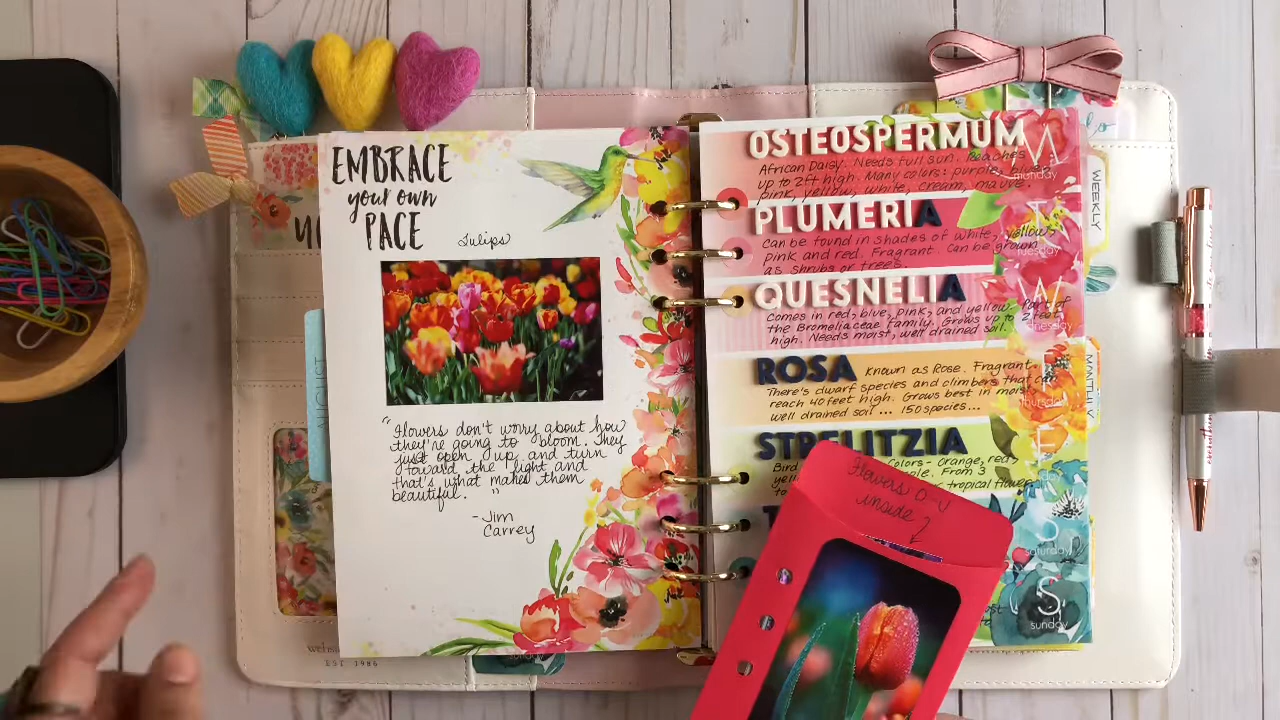 EMBRACE
your own
PACE
Tulips
"Flowers don't worry about how
they're going to bloom. They
just open up and turn
toward the light and
that's what makes them
beautiful."
-Jim
Carrey
EST 1986
OSTEOSPERMUM
African Daisy. Needs full sun. Reaches
up to 2ft high. Many colors: purple,
pink, yellow, white, cream, mauve.
PLUMERIA
Can be found in shades of white, yellow,
pink and red. Fragrant. Can be grown
as shrubs or trees.
QUESNELIA
Comes in red, blue, pink, and yellow. Part of
the Bromeliaceae Family. Grows up to 2 feet
high. Needs moist, well drained soil.
ROSA Known as Rose. Fragrant.
There's dwarf species and climbers that can
reach 40 feet high. Grows best in moist
well drained soil ... 150 species...
STRELITZIA
Bird Colors - Orange, red,
From 3
tropical flower
M
monday
T
tuesday
W
wednesday
T
thursday
F
S
saturday
S
sunday
Flowers O-U
inside?
WEEKLY
MONTHLY
AUGUST